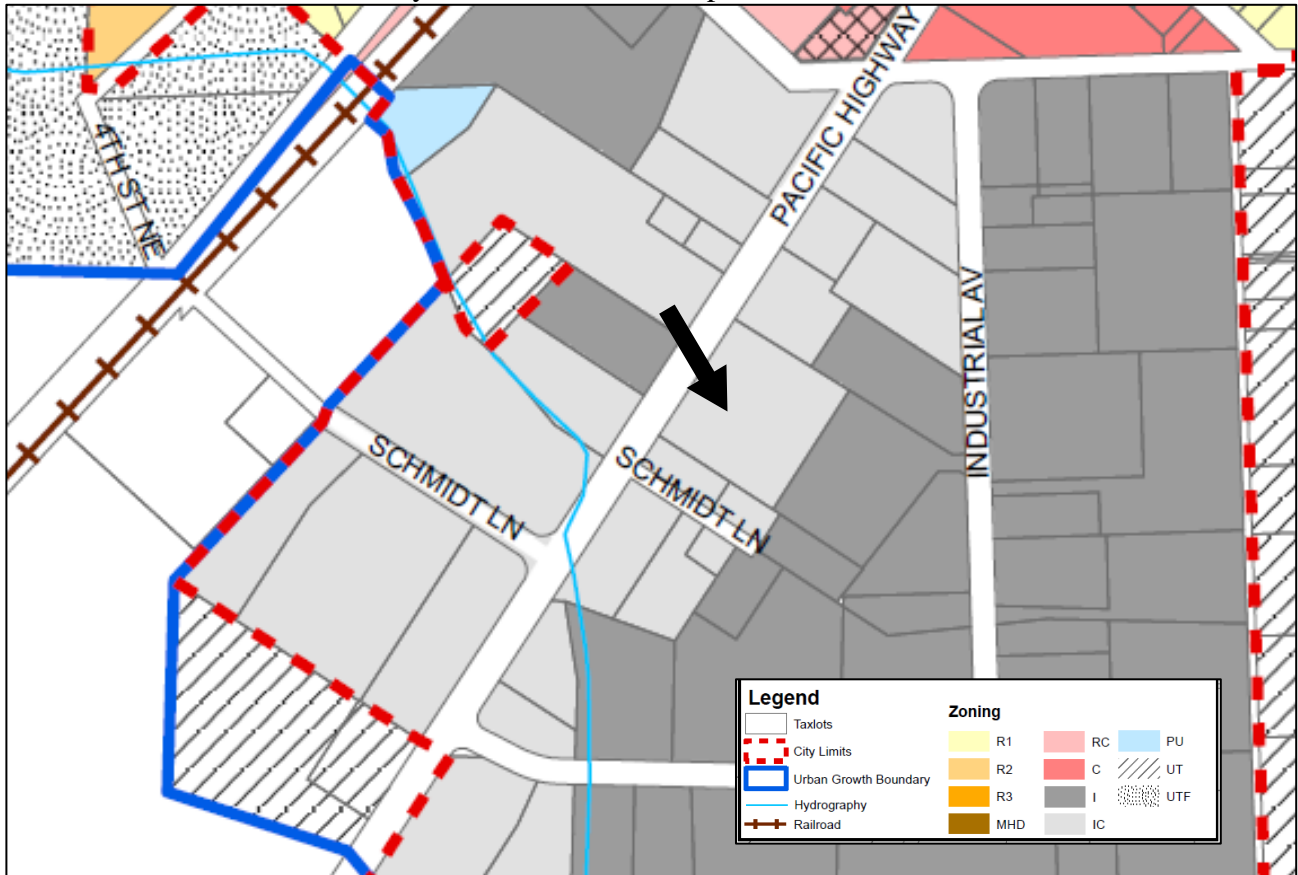 4TH ST NE
PACIFIC HIGHWAY
INDUSTRIAL AV
SCHMIDT LN
SCHMIDT LN
Legend
Taxlots
City Limits
Urban Growth Boundary
Hydrography
Railroad
Zoning
R1
R2
R3
MHD
RC
C
I
IC
PU
UT
UTF